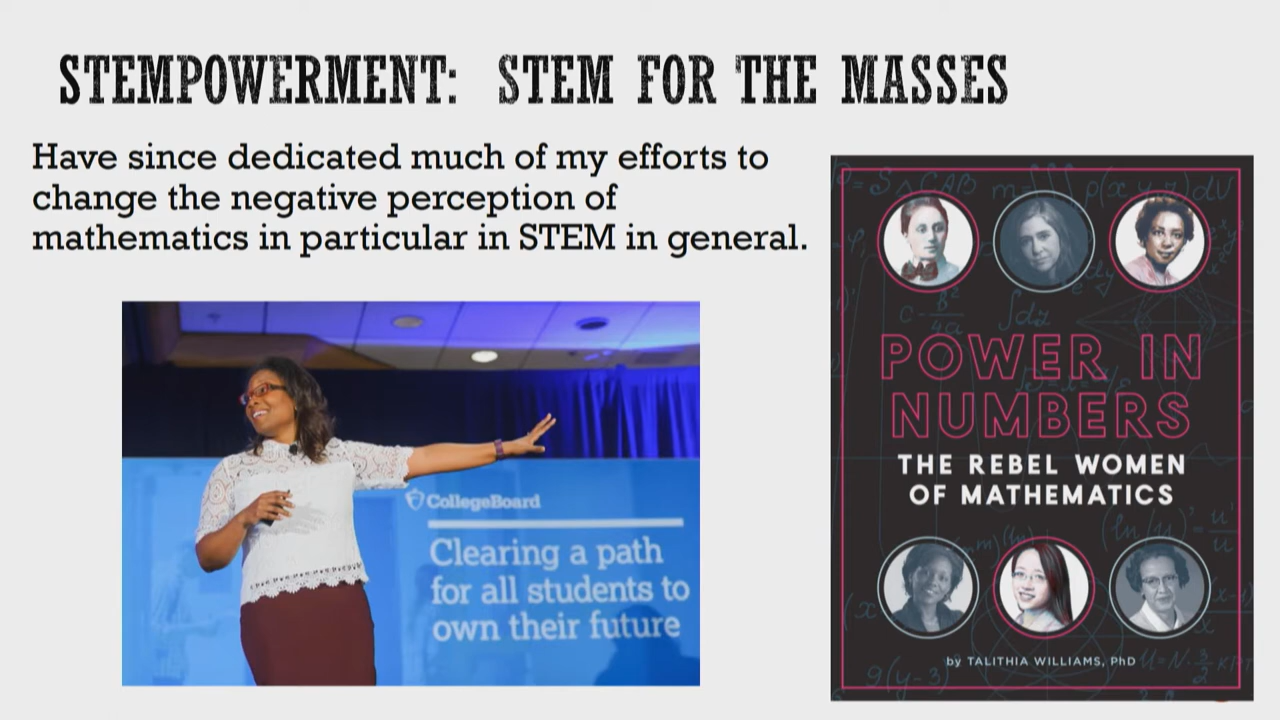 STEMPOWERMENT: STEM FOR THE MASSES
Have since dedicated much of my efforts to
change the negative perception of
mathematics in particular in STEM in general.
CollegeBoard
Clearing a path
for all students to
own their future
POWER IN
NUMBERS
THE REBEL WOMEN
OF MATHEMATICS
by TALITHIA WILLIAMS, PhD